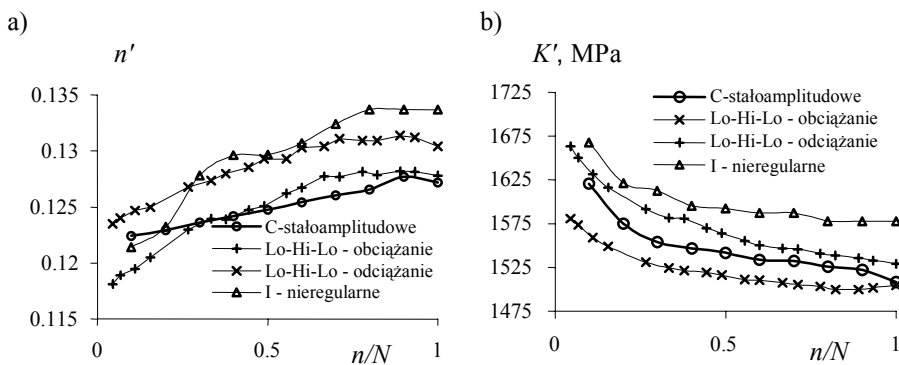 a)
n'
0.135
0.13
0.125
0.12
0.115
0
0.5
1
n/N
C-stałoamplitudowe
Lo-Hi-Lo - obciążanie
Lo-Hi-Lo - odciążanie
I - nieregularne
b)
K', MPa
1725
1675
1625
1575
1525
1475
0
0.5
1
n/N
C-stałoamplitudowe
Lo-Hi-Lo - obciążanie
Lo-Hi-Lo - odciążanie
I - nieregularne